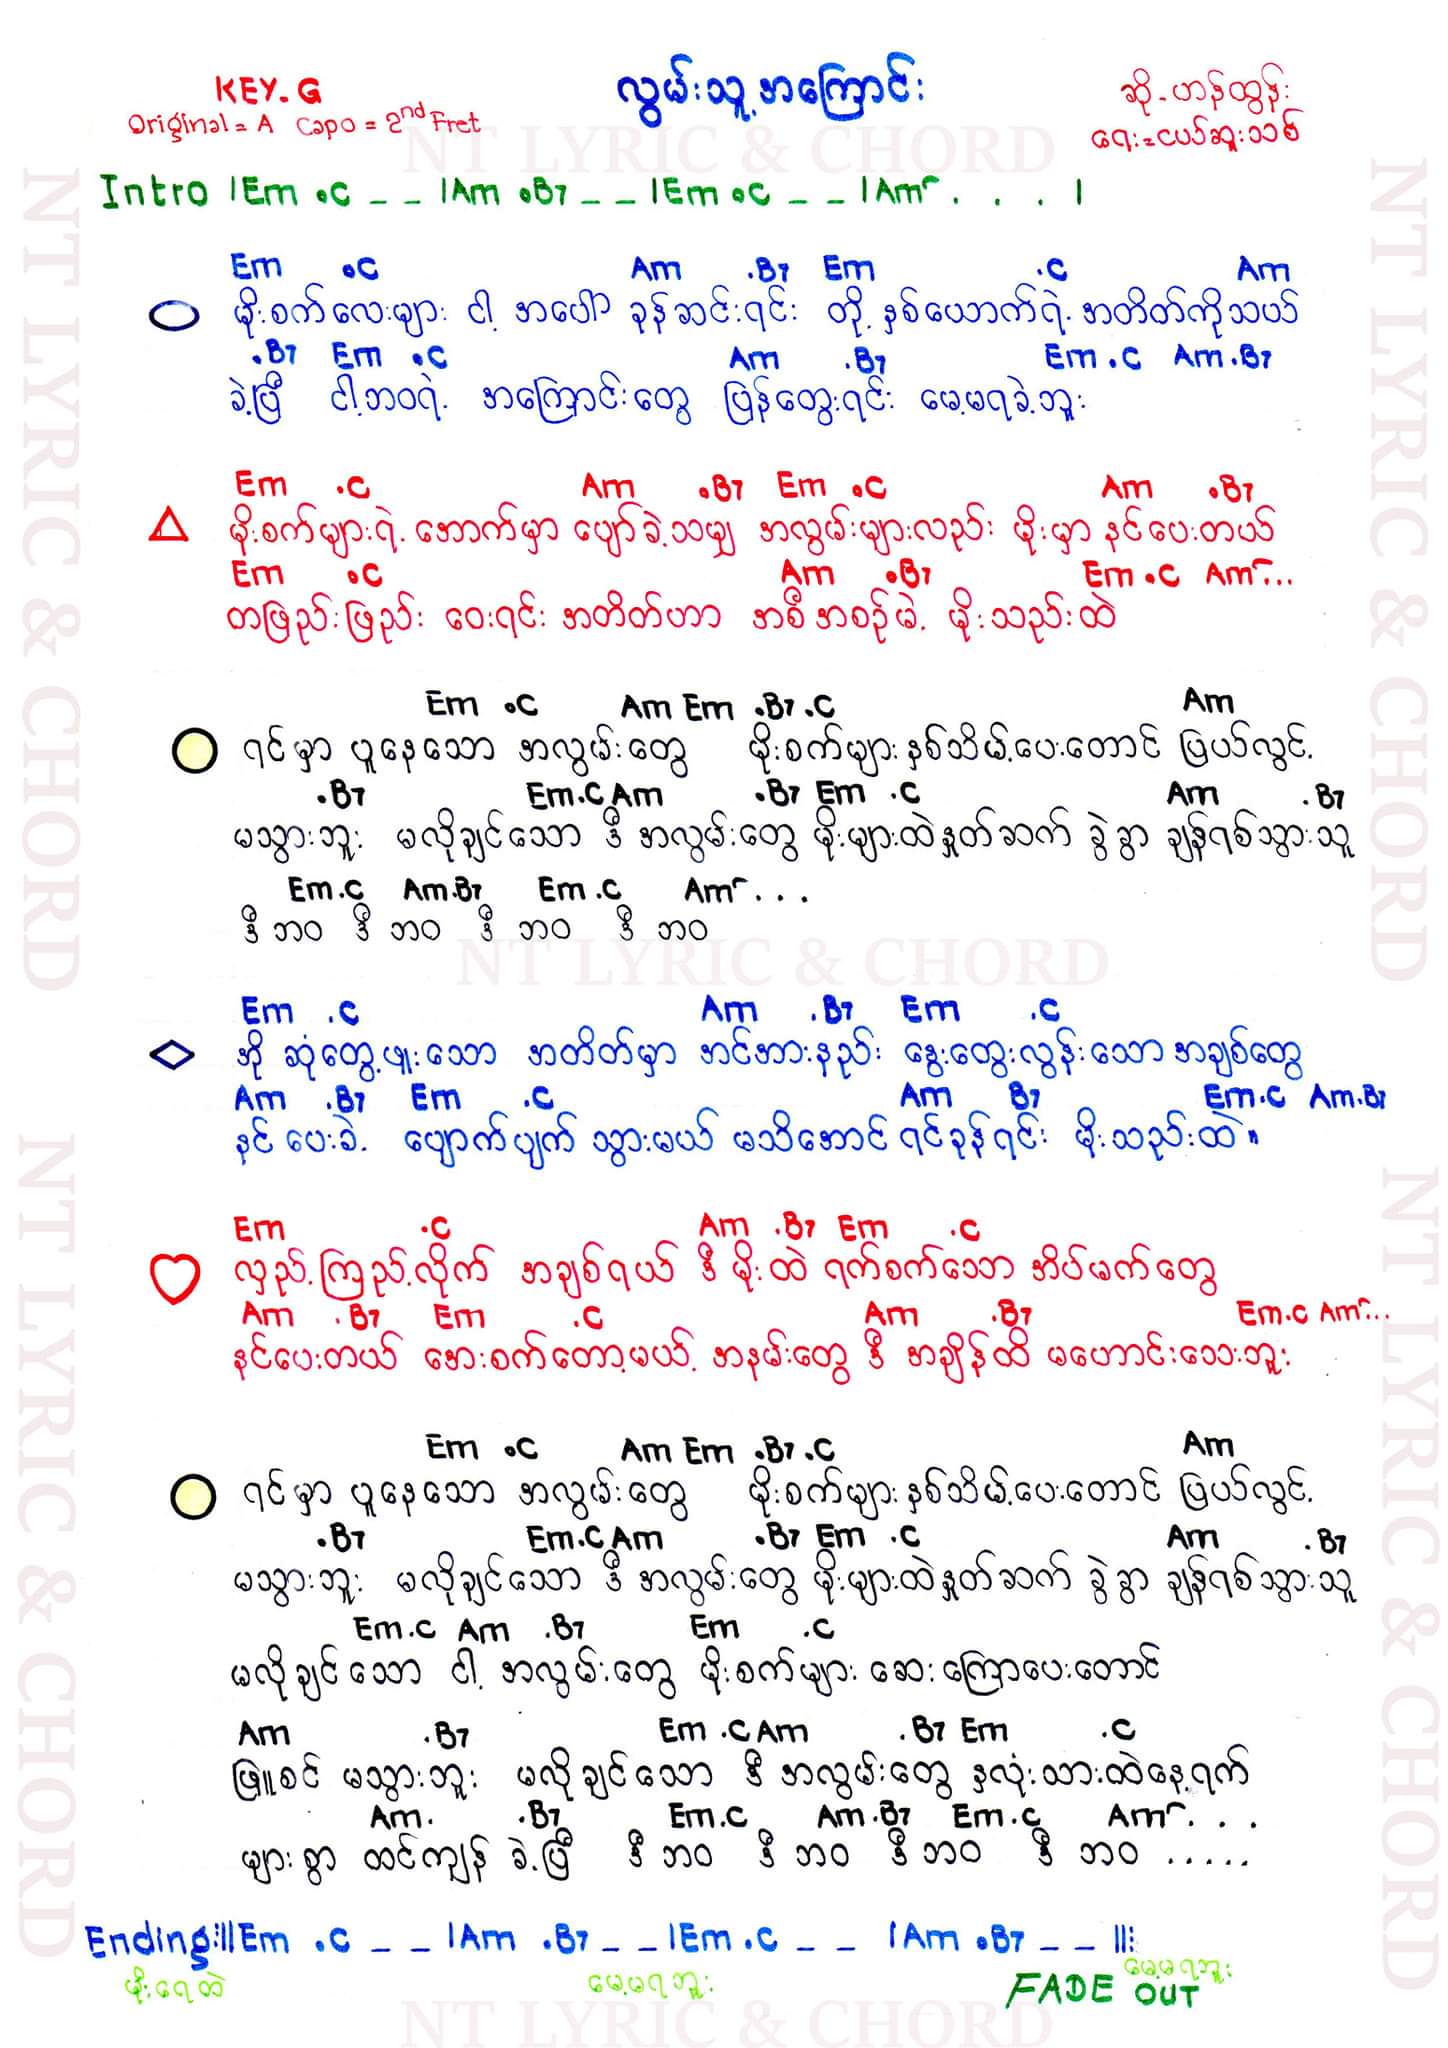 KEY. G
Original = A Capo = 2nd Fret
လွမ်းသူ့အကြောင်း
ဆို - ဟန်ထွန်း
ရေး = ငယ်ဆူးသစ်
NT LYRIC & CHORD
Intro |Em .C _ _ |Am .B7 _ _ |Em .C _ _ |Am . . . |
Em .C Am .B7 Em .C Am
မိုးစက်လေးများ ငါ့ အပေါ် ခုန်ဆင်းရင်း တို့ နှစ်ယောက်ရဲ့ အတိတ်ကိုသယ်
.B7 Em .C Am .B7 Em.C Am.B7
ခဲ့ပြီ ငါ့ဘဝရဲ့ အကြောင်းတွေ ပြန်တွေးရင်း မေ့မရခဲ့ဘူး
Em .C Am .B7 Em .C Am .B7
မိုးစက်များရဲ့ အောက်မှာ ပျော်ခဲ့သမျှ အလွမ်းများလည်း မိုးမှာ နင်ပေးတယ်
Em .C Am .B7 Em.C Am...
တဖြည်းဖြည်း ဝေးရင်း အတိတ်ဟာ အစီအစဉ်မဲ့ မိုးသည်းထဲ
Em .C Am Em .B7 .C Am
ရင်မှာ ပူနေသော အလွမ်းတွေ မိုးစက်များ နှစ်သိမ့်ပေးတောင် ပြယ်လွင့်
.B7 Em.C Am .B7 Em .C Am .B7
မသွားဘူး မလိုချင်သော ဒီ အလွမ်းတွေ မိုးများထဲနှုတ်ဆက် ခွဲခွာ ချန်ရစ်သွားသူ
Em.C Am.B7 Em.C Am...
ဒီ ဘဝ ဒီ ဘဝ ဒီ ဘဝ ဒီ ဘဝ
NT LYRIC & CHORD
Em .C Am .B7 Em .C
အို ဆုံတွေ့ဖူးသော အတိတ်မှာ အင်အားနည်း နွေးထွေးလွန်းသော အချစ်တွေ
Am .B7 Em .C Am B7 Em.C Am.B7
နင် ပေးခဲ့ ပျောက်ပျက် သွားမယ် မသိအောင် ရင်ခုန်ရင်း မိုးသည်းထဲ။
Em .C Am .B7 Em .C
လှည့်ကြည့်လိုက် အချစ်ရယ် ဒီ မိုးထဲ ရက်စက်သော အိပ်မက်တွေ
Am .B7 Em .C Am .B7 Em.C Am...
နင်ပေးတယ် အေးစက်တော့မယ့် အနမ်းတွေ ဒီ အချိန်ထိ မဟောင်းသေးဘူး
Em .C Am Em .B7 .C Am
ရင်မှာ ပူနေသော အလွမ်းတွေ မိုးစက်များ နှစ်သိမ့်ပေးတောင် ပြယ်လွင့်
.B7 Em.C Am .B7 Em .C Am .B7
မသွားဘူး မလိုချင်သော ဒီ အလွမ်းတွေ မိုးများထဲနှုတ်ဆက် ခွဲခွာ ချန်ရစ်သွားသူ
Em.C Am .B7 Em .C
မလိုချင်သော ငါ့ အလွမ်းတွေ မိုးစက်များ ဆေးကြောပေးတောင်
Am .B7 Em .C Am .B7 Em .C
ဖြူစင် မသွားဘူး မလိုချင်သော ဒီ အလွမ်းတွေ နှလုံးသားထဲနေ့ရက်
Am. .B7 Em.C Am.B7 Em.C Am...
များစွာ ထင်ကျန် ခဲ့ပြီ ဒီ ဘဝ ဒီ ဘဝ ဒီ ဘဝ ဒီ ဘဝ .....
Ending:||Em .C _ _ |Am .B7 _ _ |Em .C _ _ |Am .B7 _ _ ||:
မိုးရေထဲ မေ့မရဘူး မေ့မရဘူး
FADE OUT
NT LYRIC & CHORD
NT LYRIC & CHORD
NT LYRIC & CHORD
NT LYRIC & CHORD
NT LYRIC & CHORD